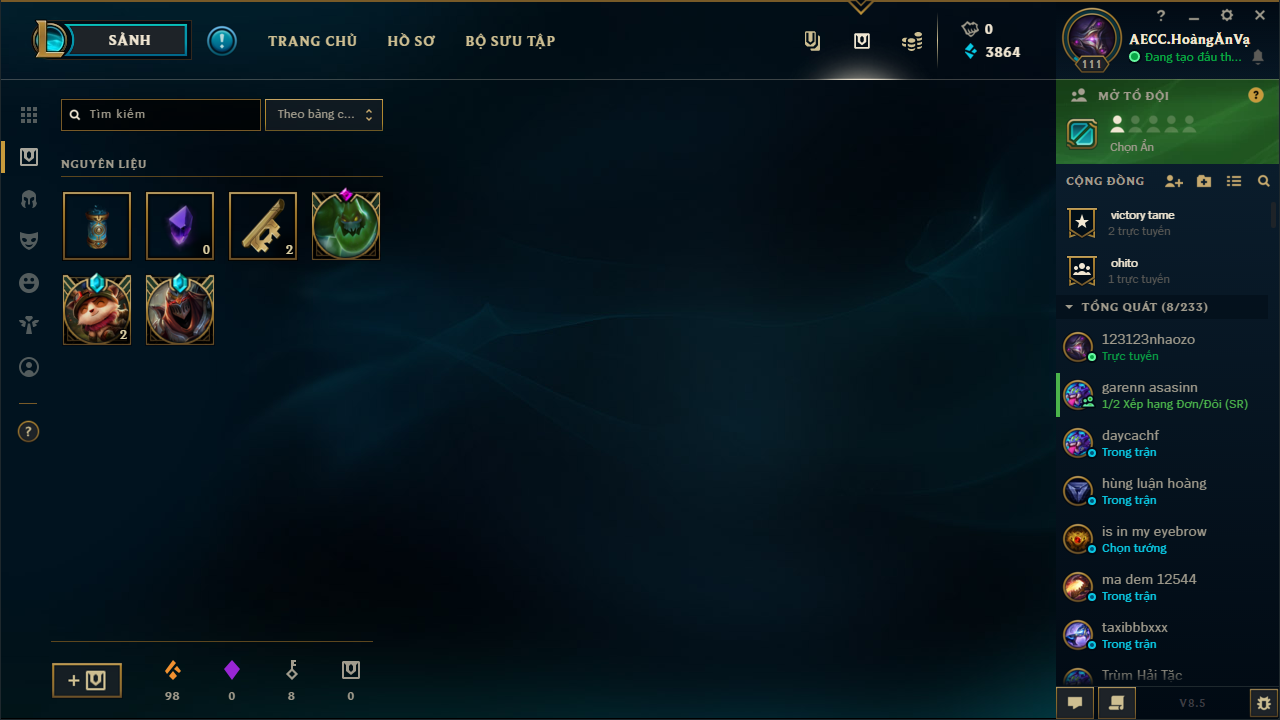 SẢNH
TRANG CHỦ
HỒ SƠ
BỘ SƯU TẬP
0
3864
?
111
AECC.HoàngĂnVạ
Đang tạo đấu th...
Tìm kiếm
Theo bảng c...
NGUYÊN LIỆU
0
2
2
?
98
0
8
0
MỞ TỔ ĐỘI
?
Chọn Ẩn
CỘNG ĐỒNG
victory tame
2 trực tuyến
ohito
1 trực tuyến
TỔNG QUÁT (8/233)
123123nhaozo
Trực tuyến
garenn asasinn
1/2 Xếp hạng Đơn/Đôi (SR)
daycachf
Trong trận
hùng luận hoàng
Trong trận
is in my eyebrow
Chọn tướng
ma dem 12544
Trong trận
taxibbbxxx
Trong trận
Trùm Hải Tặc
V8.5